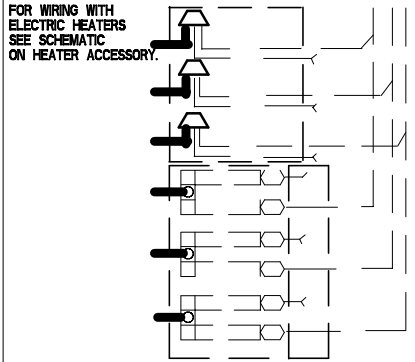 FOR WIRING WITH
ELECTRIC HEATERS
SEE SCHEMATIC
ON HEATER ACCESSORY.